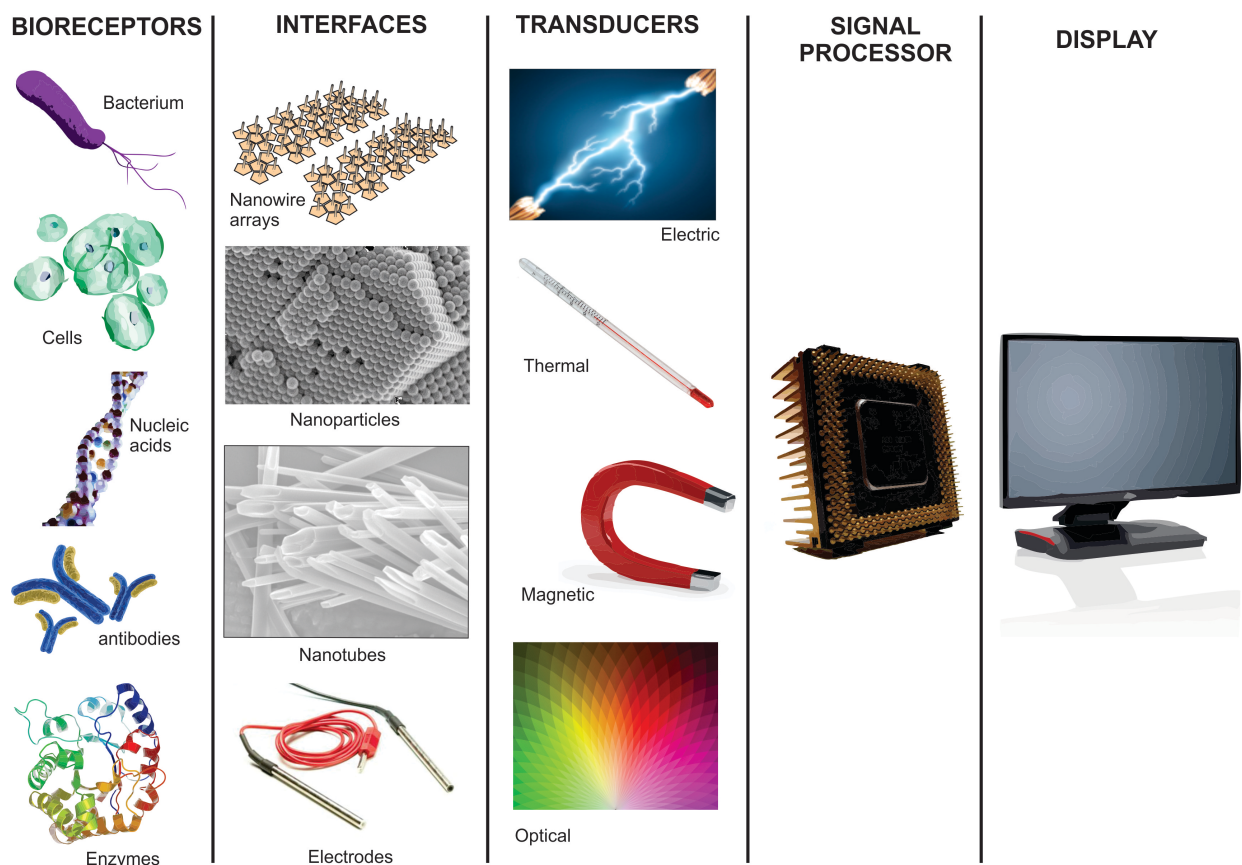 BIORECEPTORS
Bacterium
Cells
Nucleic
acids
antibodies
Enzymes
INTERFACES
Nanowire
arrays
Nanoparticles
Nanotubes
Electrodes
TRANSDUCERS
Electric
Thermal
Magnetic
Optical
SIGNAL
PROCESSOR
DISPLAY